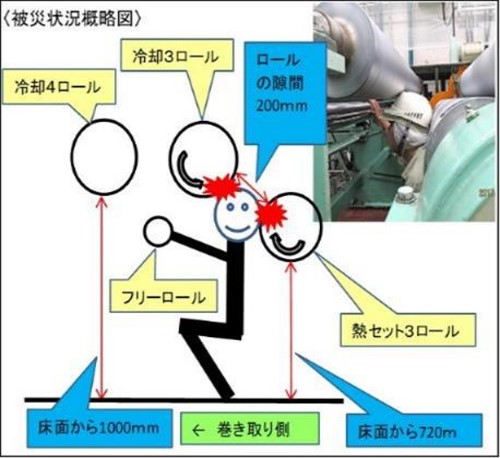 〈被災状況概略図〉
冷却3ロール
ロール
の隙間
200mm
冷却4ロール
フリーロール
熱セット3ロール
床面から1000mm
← 巻き取り側
床面から720m